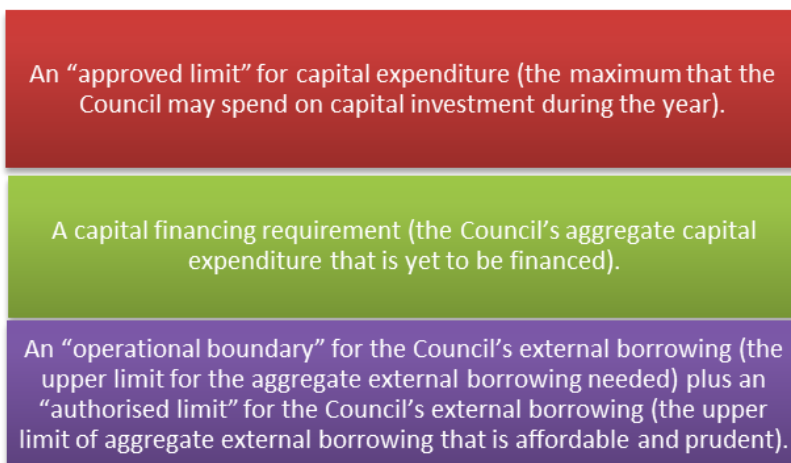 An “approved limit” for capital expenditure (the maximum that the
Council may spend on capital investment during the year).
A capital financing requirement (the Council’s aggregate capital
expenditure that is yet to be financed).
An “operational boundary” for the Council’s external borrowing (the
upper limit for the aggregate external borrowing needed) plus an
“authorised limit” for the Council’s external borrowing (the upper
limit of aggregate external borrowing that is affordable and prudent).